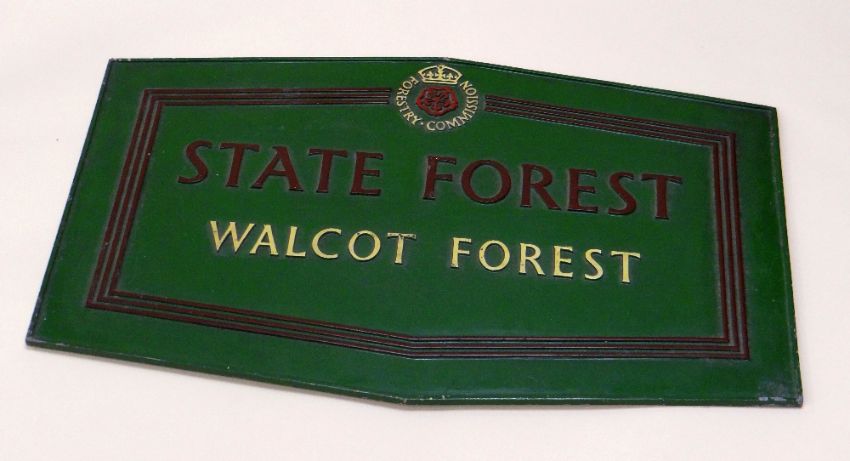 FORESTRY · COMMISSION
STATE FOREST
WALCOT FOREST